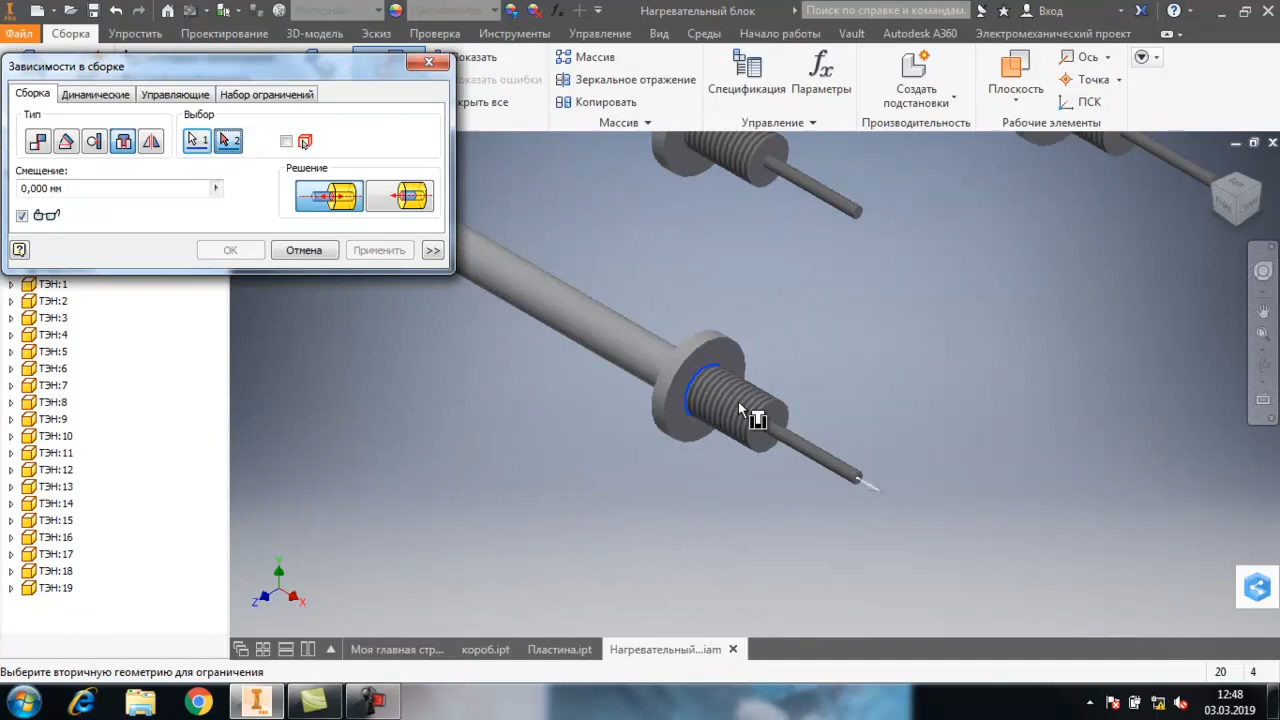 PRO
Нагревательный блок
Поиск по справке и командам.
Вход
Файл
Сборка
Упростить
Проектирование
3D-модель
Эскиз
Проверка
Инструменты
Управление
Вид
Среды
Начало работы
Vault
Autodesk A360
Электромеханический проект
Показать
Показать ошибки
Массив
Зеркальное отражение
Копировать
Массив
Спецификация
Параметры
Управление
Создать подстановки
Плоскость
Ось
Точка
ПСК
Рабочие элементы
Зависимости в сборке
Сборка
Динамические
Управляющие
Набор ограничений
Тип
Выбор
1
2
Смещение:
0,000 мм
Решение
ОК
Отмена
Применить
>>
ТЭН:1
ТЭН:2
ТЭН:3
ТЭН:4
ТЭН:5
ТЭН:6
ТЭН:7
ТЭН:8
ТЭН:9
ТЭН:10
ТЭН:11
ТЭН:12
ТЭН:13
ТЭН:14
ТЭН:15
ТЭН:16
ТЭН:17
ТЭН:18
ТЭН:19
Y
Z
X
Моя главная стр...
короб.ipt
Пластина.ipt
Нагревательный...iam
Выберите вторичную геометрию для ограничения
20
4
12:48
03.03.2019